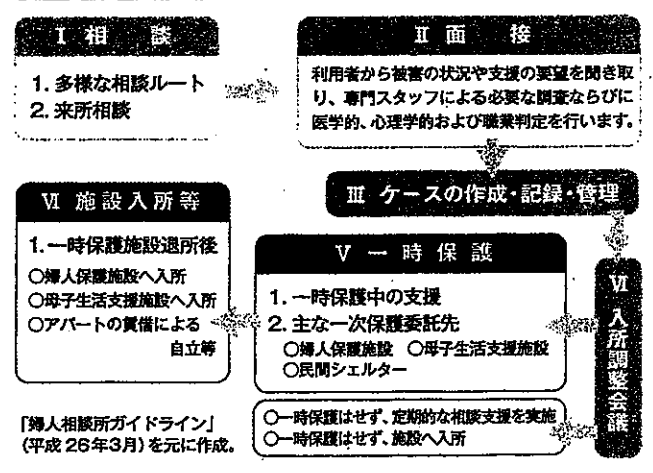 Ⅰ 相 談
1. 多様な相談ルート
2. 来所相談
Ⅱ 面 接
利用者から被害の状況や支援の要望を聞き取
り、専門スタッフによる必要な調査ならびに
医学的、心理学的および職業判定を行います。
Ⅲ ケースの作成・記録・管理
Ⅵ 入所調整会議
Ⅴ 一 時 保 護
1. 一時保護中の支援
2. 主な一次保護委託先
○婦人保護施設 ○母子生活支援施設
○民間シェルター
○一時保護はせず、定期的な相談支援を実施
○一時保護はせず、施設へ入所
Ⅵ 施設入所等
1. 一時保護施設退所後
○婦人保護施設へ入所
○母子生活支援施設へ入所
○アパートの賃借による
自立等
「婦人相談所ガイドライン」
(平成26年3月)を元に作成。